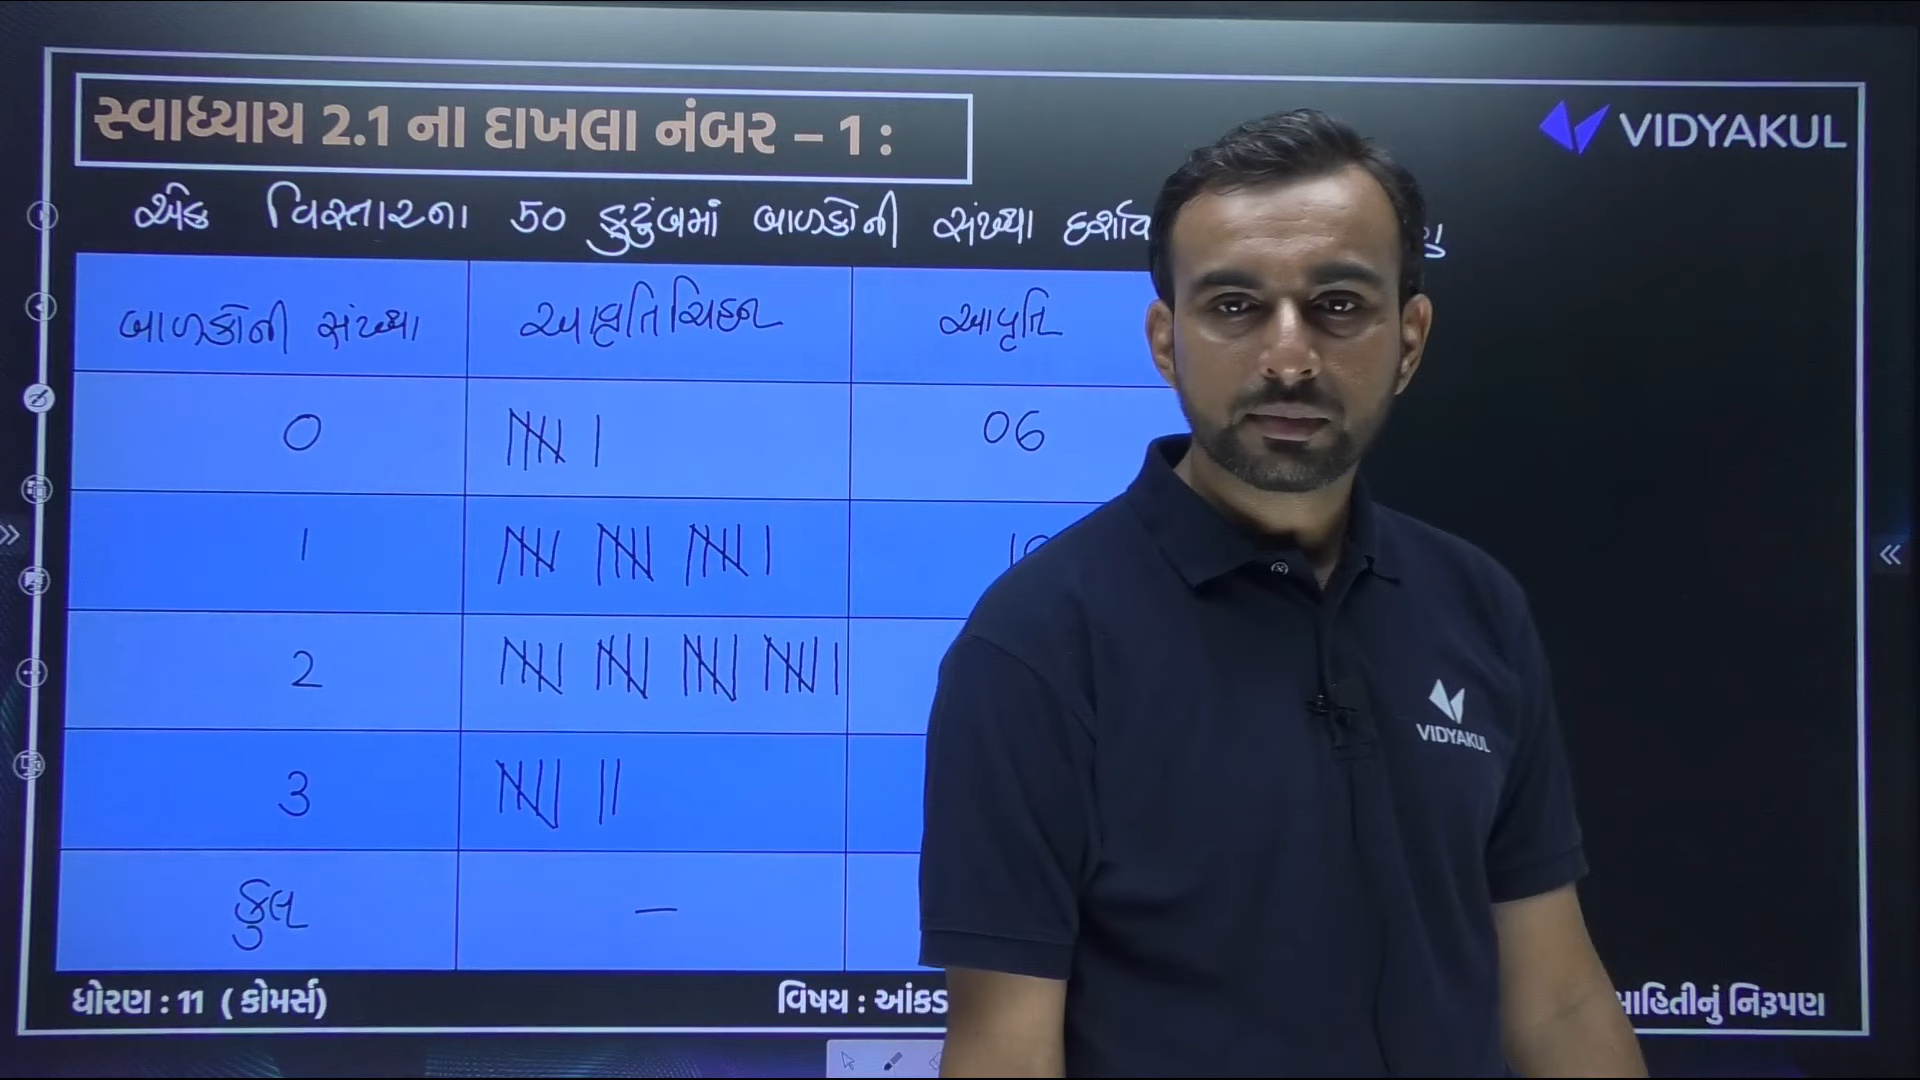 સ્વાધ્યાય 2.1 ના દાખલા નંબર – 1 :
VIDYAKUL
એક વિસ્તારના 50 કુટુંબમાં બાળકોની સંખ્યા દર્શાવ
બાળકોની સંખ્યા આવૃત્તિ ચિહ્ન આવૃત્તિ
0 06
1
2
3
કુલ —
VIDYAKUL
ધોરણ : 11 ( કોમર્સ) વિષય : આંકડ માહિતીનું નિરૂપણ